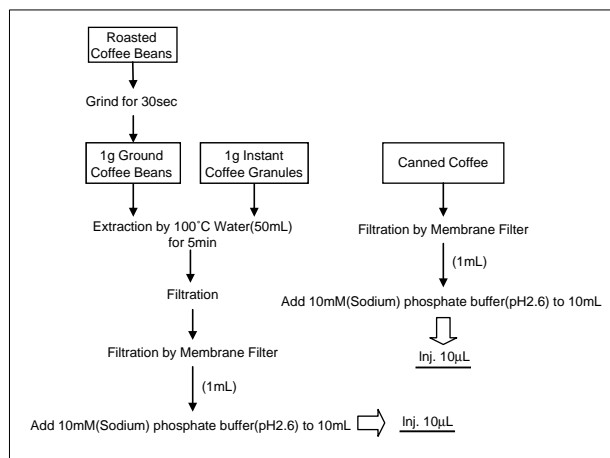 Roasted
Coffee Beans
Grind for 30sec
1g Ground
Coffee Beans
1g Instant
Coffee Granules
Extraction by 100°C Water(50mL)
for 5min
Filtration
Filtration by Membrane Filter
(1mL)
Add 10mM(Sodium) phosphate buffer(pH2.6) to 10mL
Inj. 10μL
Canned Coffee
Filtration by Membrane Filter
(1mL)
Add 10mM(Sodium) phosphate buffer(pH2.6) to 10mL
Inj. 10μL